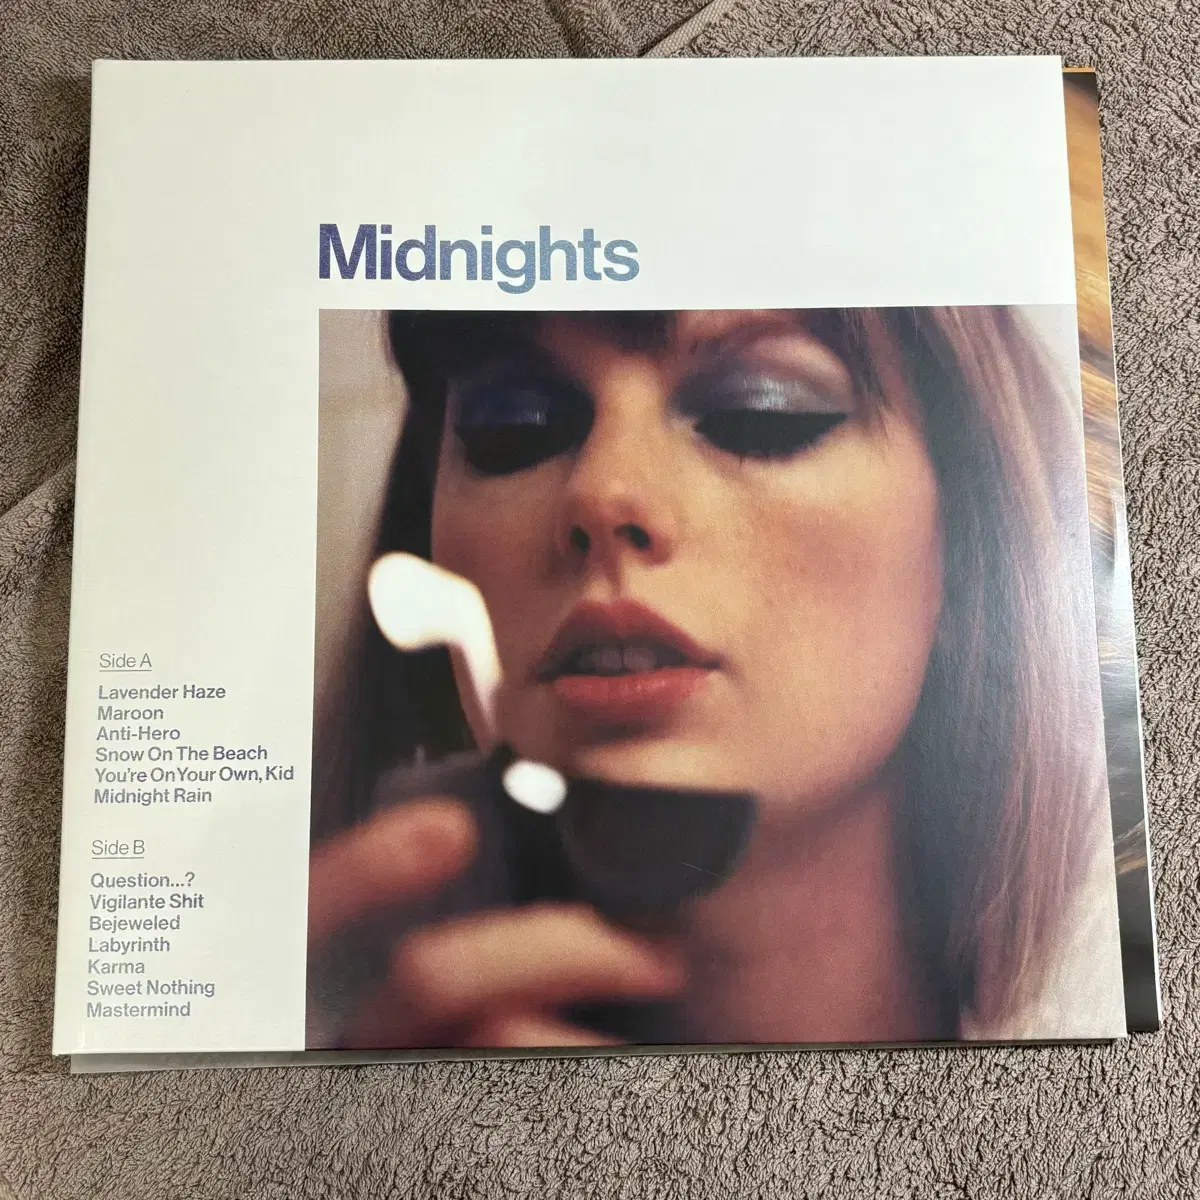 Midnights
Side A
Lavender Haze
Maroon
Anti-Hero
Snow On The Beach
You're On Your Own, Kid
Midnight Rain
Side B
Question...?
Vigilante Shit
Bejeweled
Labyrinth
Karma
Sweet Nothing
Mastermind